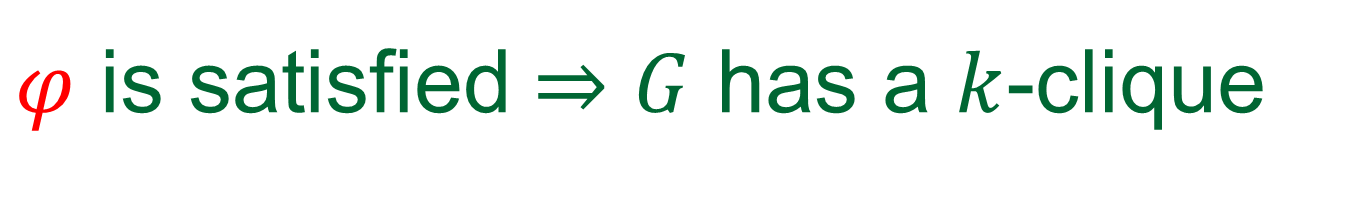 φ is satisfied ⇒ G has a k-clique